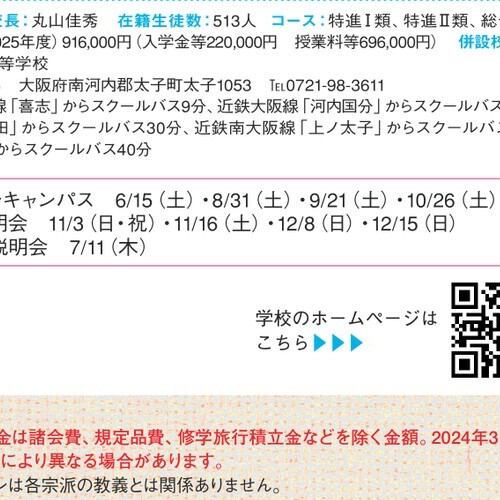 長：丸山佳秀 在籍生徒数：513人 コース：特進Ⅰ類、特進Ⅱ類、総
025年度）916,000円（入学金等220,000円 授業料等696,000円） 併設校
等学校
大阪府南河内郡太子町太子1053 ℡0721-98-3611
線「喜志」からスクールバス9分、近鉄大阪線「河内国分」からスクールバス
田」からスクールバス30分、近鉄南大阪線「上ノ太子」からスクールバ
からスクールバス40分
キャンパス 6/15（土）・8/31（土）・9/21（土）・10/26（土）
明会 11/3（日・祝）・11/16（土）・12/8（日）・12/15（日）
説明会 7/11（木）
学校のホームページは
こちら▶▶▶
金は諸会費、規定品費、修学旅行積立金などを除く金額。2024年3
により異なる場合があります。
は各宗派の教義とは関係ありません。